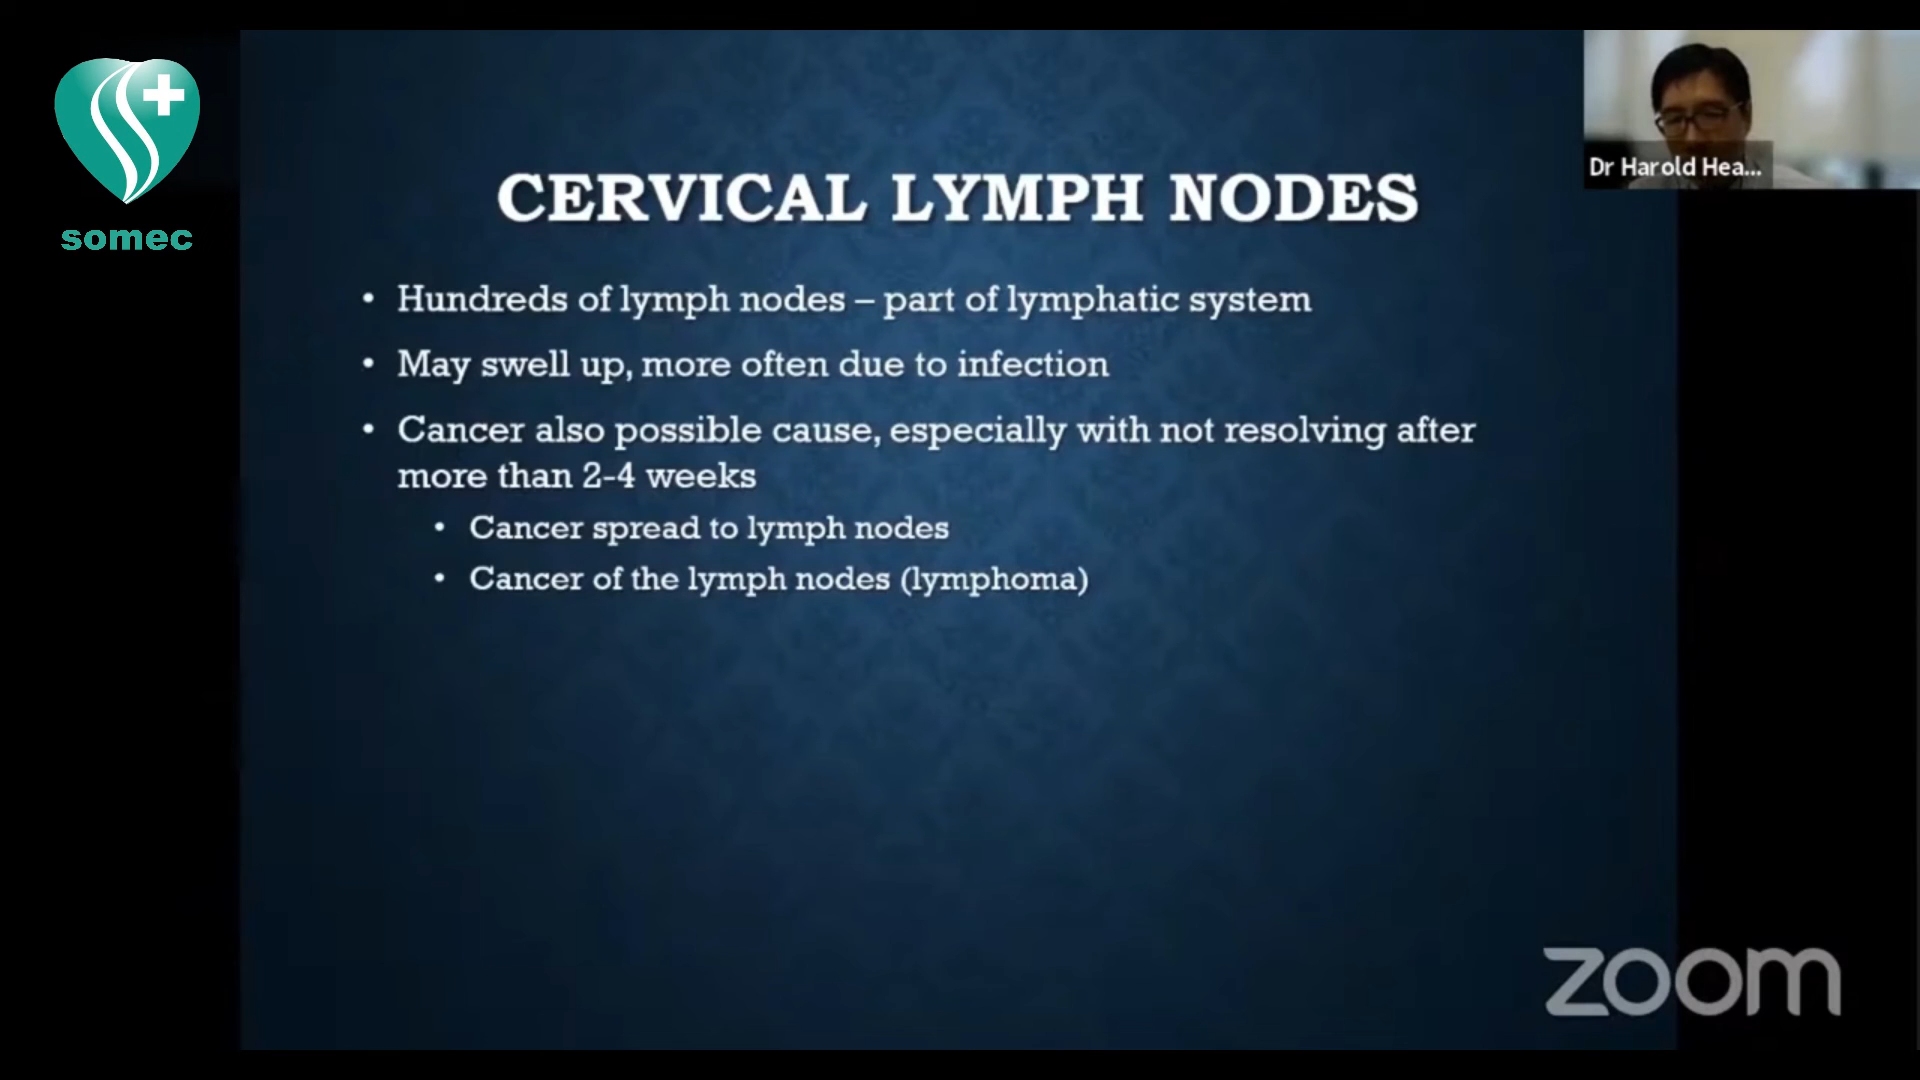 somec
Dr Harold Hea...
CERVICAL LYMPH NODES
• Hundreds of lymph nodes – part of lymphatic system
• May swell up, more often due to infection
• Cancer also possible cause, especially with not resolving after
more than 2-4 weeks
• Cancer spread to lymph nodes
• Cancer of the lymph nodes (lymphoma)
zoom